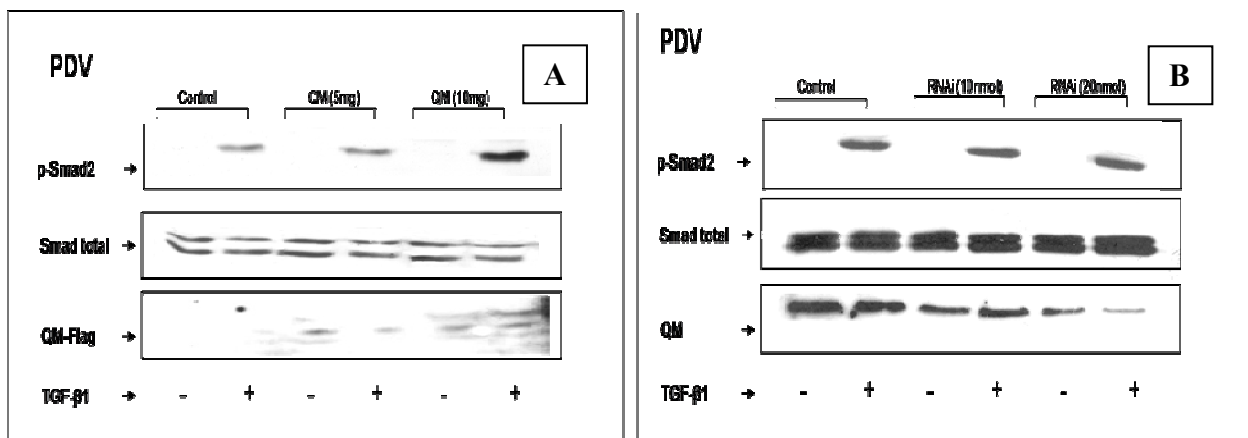 PDV
A
Control QM (5mg) QM (10mg)
p-Smad2
Smad total
QM-Flag
TGF-β1 - + - + - +
PDV
B
Control RNAi (10nmol) RNAi (20nmol)
p-Smad2
Smad total
QM
TGF-β1 - + - + - +